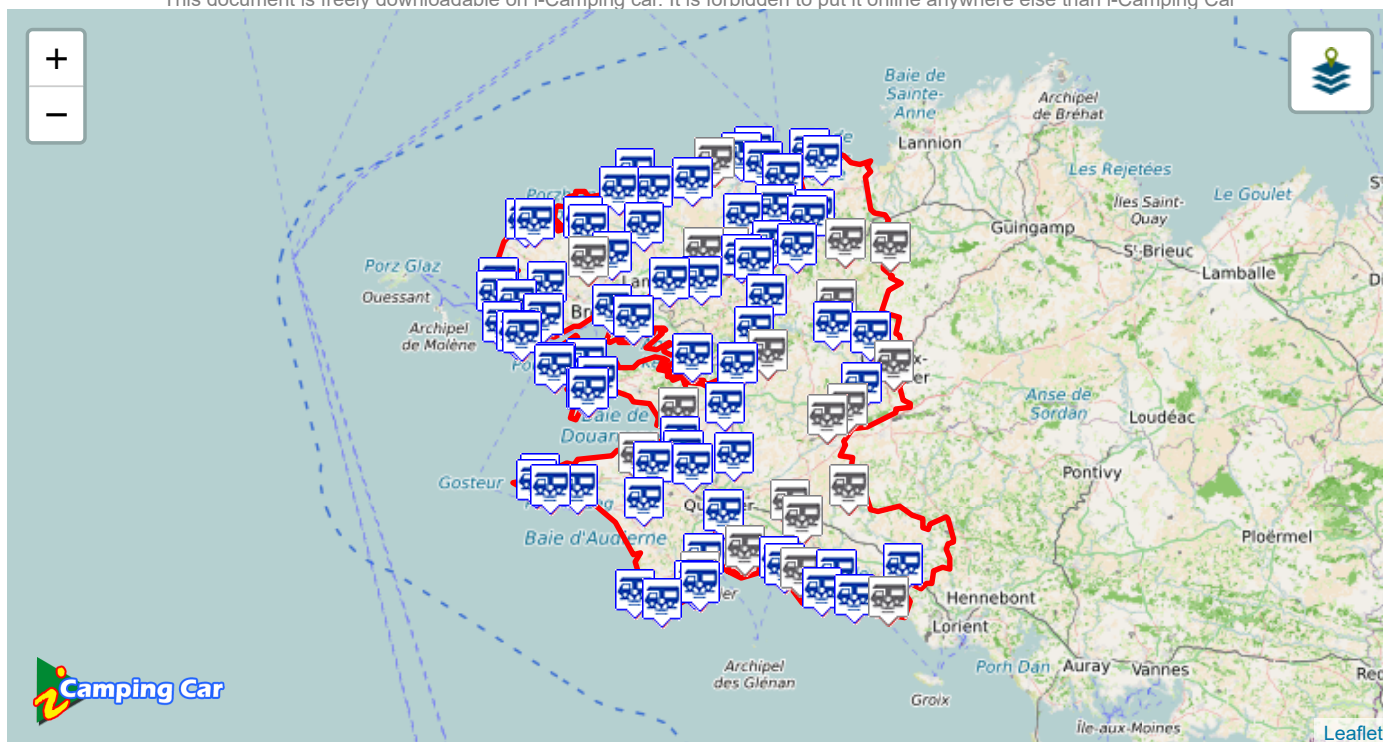 This document is freely downloadable on i-Camping car. It is forbidden to put it online anywhere else than i-Camping Car
+
−
Baie de
Sainte-
Anne
Archipel
de Bréhat
Lannion
Les Rejetées
Le Goulet
Îles Saint-
Quay
Guingamp
St-Brieuc
Lamballe
Porz Glaz
Ouessant
Archipel
de Molène
Anse de
Sordan
Loudéac
Baie de
Gosteur
Pontivy
Baie d'Audierne
Ploërmel
Hennebont
Lorient
Archipel
des Glénan
Porh Dan
Auray
Vannes
Groix
Île-aux-Moines
i Camping Car
Leaflet